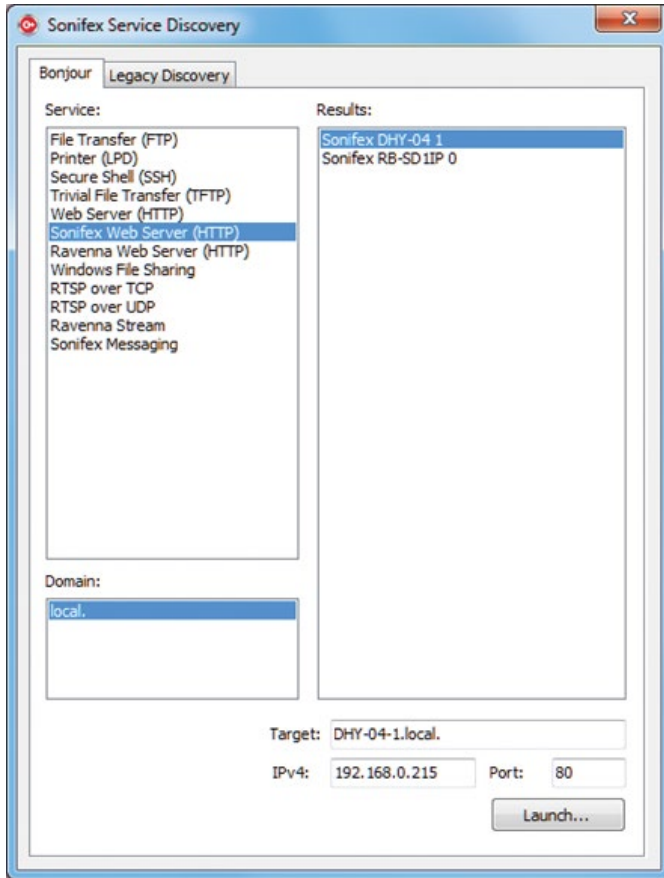 Sonifex Service Discovery
Bonjour Legacy Discovery
Service:
File Transfer (FTP)
Printer (LPD)
Secure Shell (SSH)
Trivial File Transfer (TFTP)
Web Server (HTTP)
Sonifex Web Server (HTTP)
Ravenna Web Server (HTTP)
Windows File Sharing
RTSP over TCP
RTSP over UDP
Ravenna Stream
Sonifex Messaging
Results:
Sonifex DHY-04 1
Sonifex RB-SD1IP 0
Domain:
local.
Target: DHY-04-1.local.
IPv4: 192.168.0.215 Port: 80
Launch...